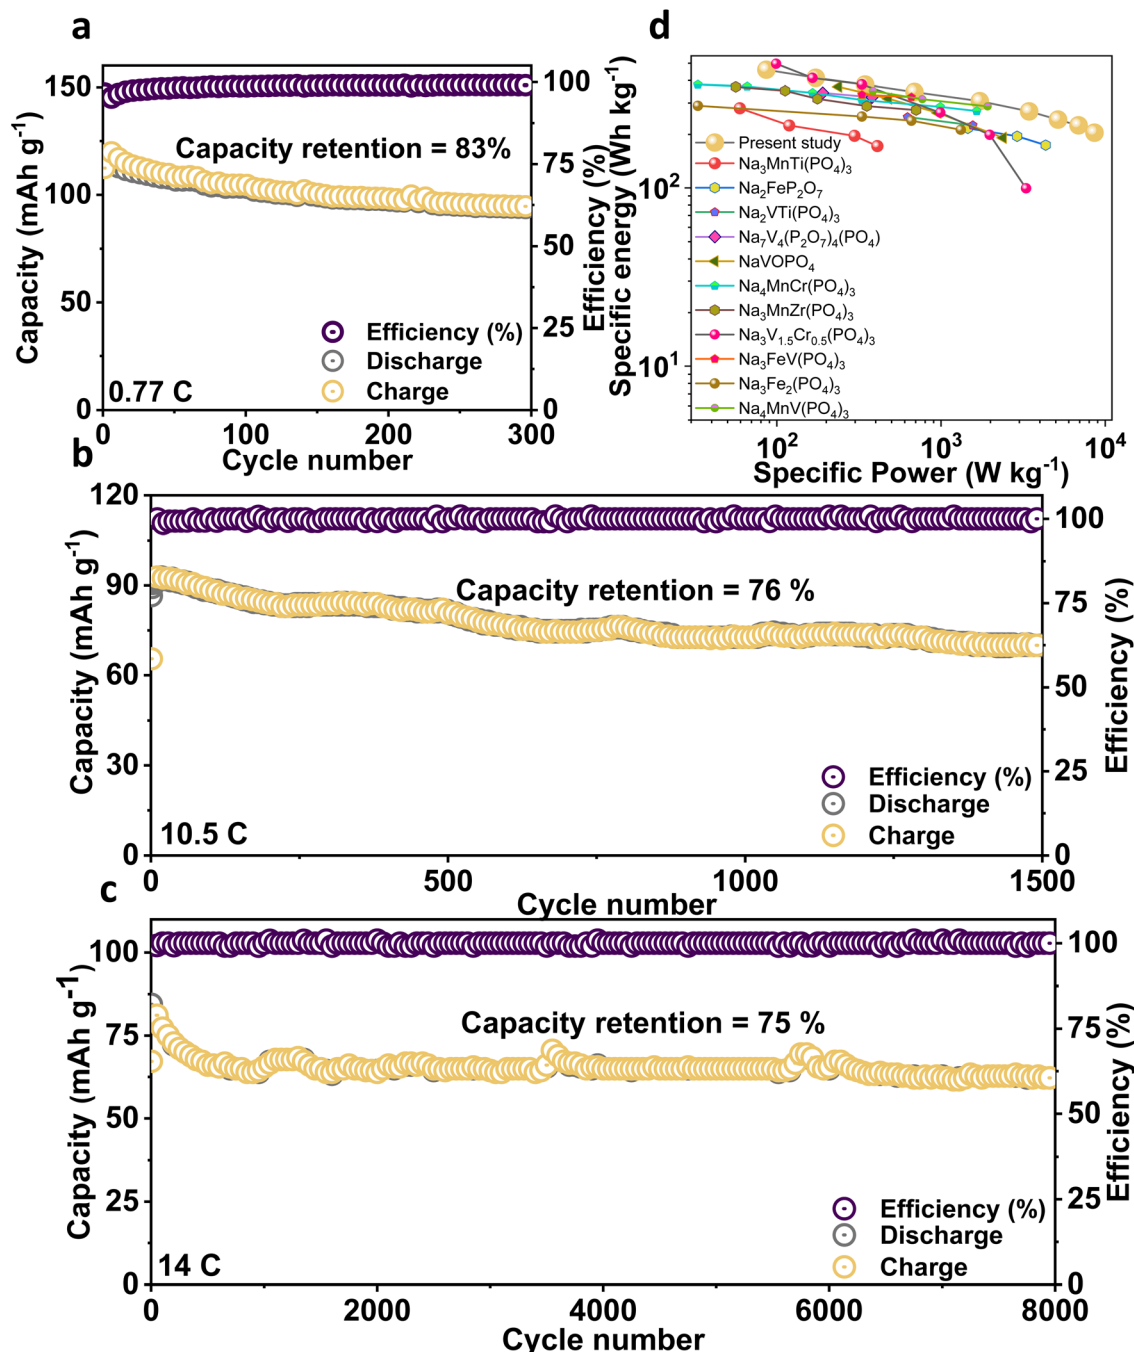 a
Capacity (mAh g⁻¹)
150
100
50
0
Capacity retention = 83%
Efficiency (%)
Discharge
Charge
0.77 C
0
100
200
300
Cycle number
100
75
50
25
0
Efficiency (%)
d
Specific energy (Wh kg⁻¹)
10²
10¹
Present study
Na₃MnTi(PO₄)₃
Na₂FeP₂O₇
Na₂VTi(PO₄)₃
Na₇V₄(P₂O₇)₄(PO₄)
NaVOPO₄
Na₄MnCr(PO₄)₃
Na₃MnZr(PO₄)₃
Na₃V₁.₅Cr₀.₅(PO₄)₃
Na₃FeV(PO₄)₃
Na₃Fe₂(PO₄)₃
Na₄MnV(PO₄)₃
10²
10³
10⁴
Specific Power (W kg⁻¹)
b
Capacity (mAh g⁻¹)
120
90
60
30
0
Capacity retention = 76 %
Efficiency (%)
Discharge
Charge
10.5 C
0
500
1000
1500
Cycle number
100
75
50
25
0
Efficiency (%)
c
Capacity (mAh g⁻¹)
100
75
50
25
0
Capacity retention = 75 %
Efficiency (%)
Discharge
Charge
14 C
0
2000
4000
6000
8000
Cycle number
100
75
50
25
0
Efficiency (%)